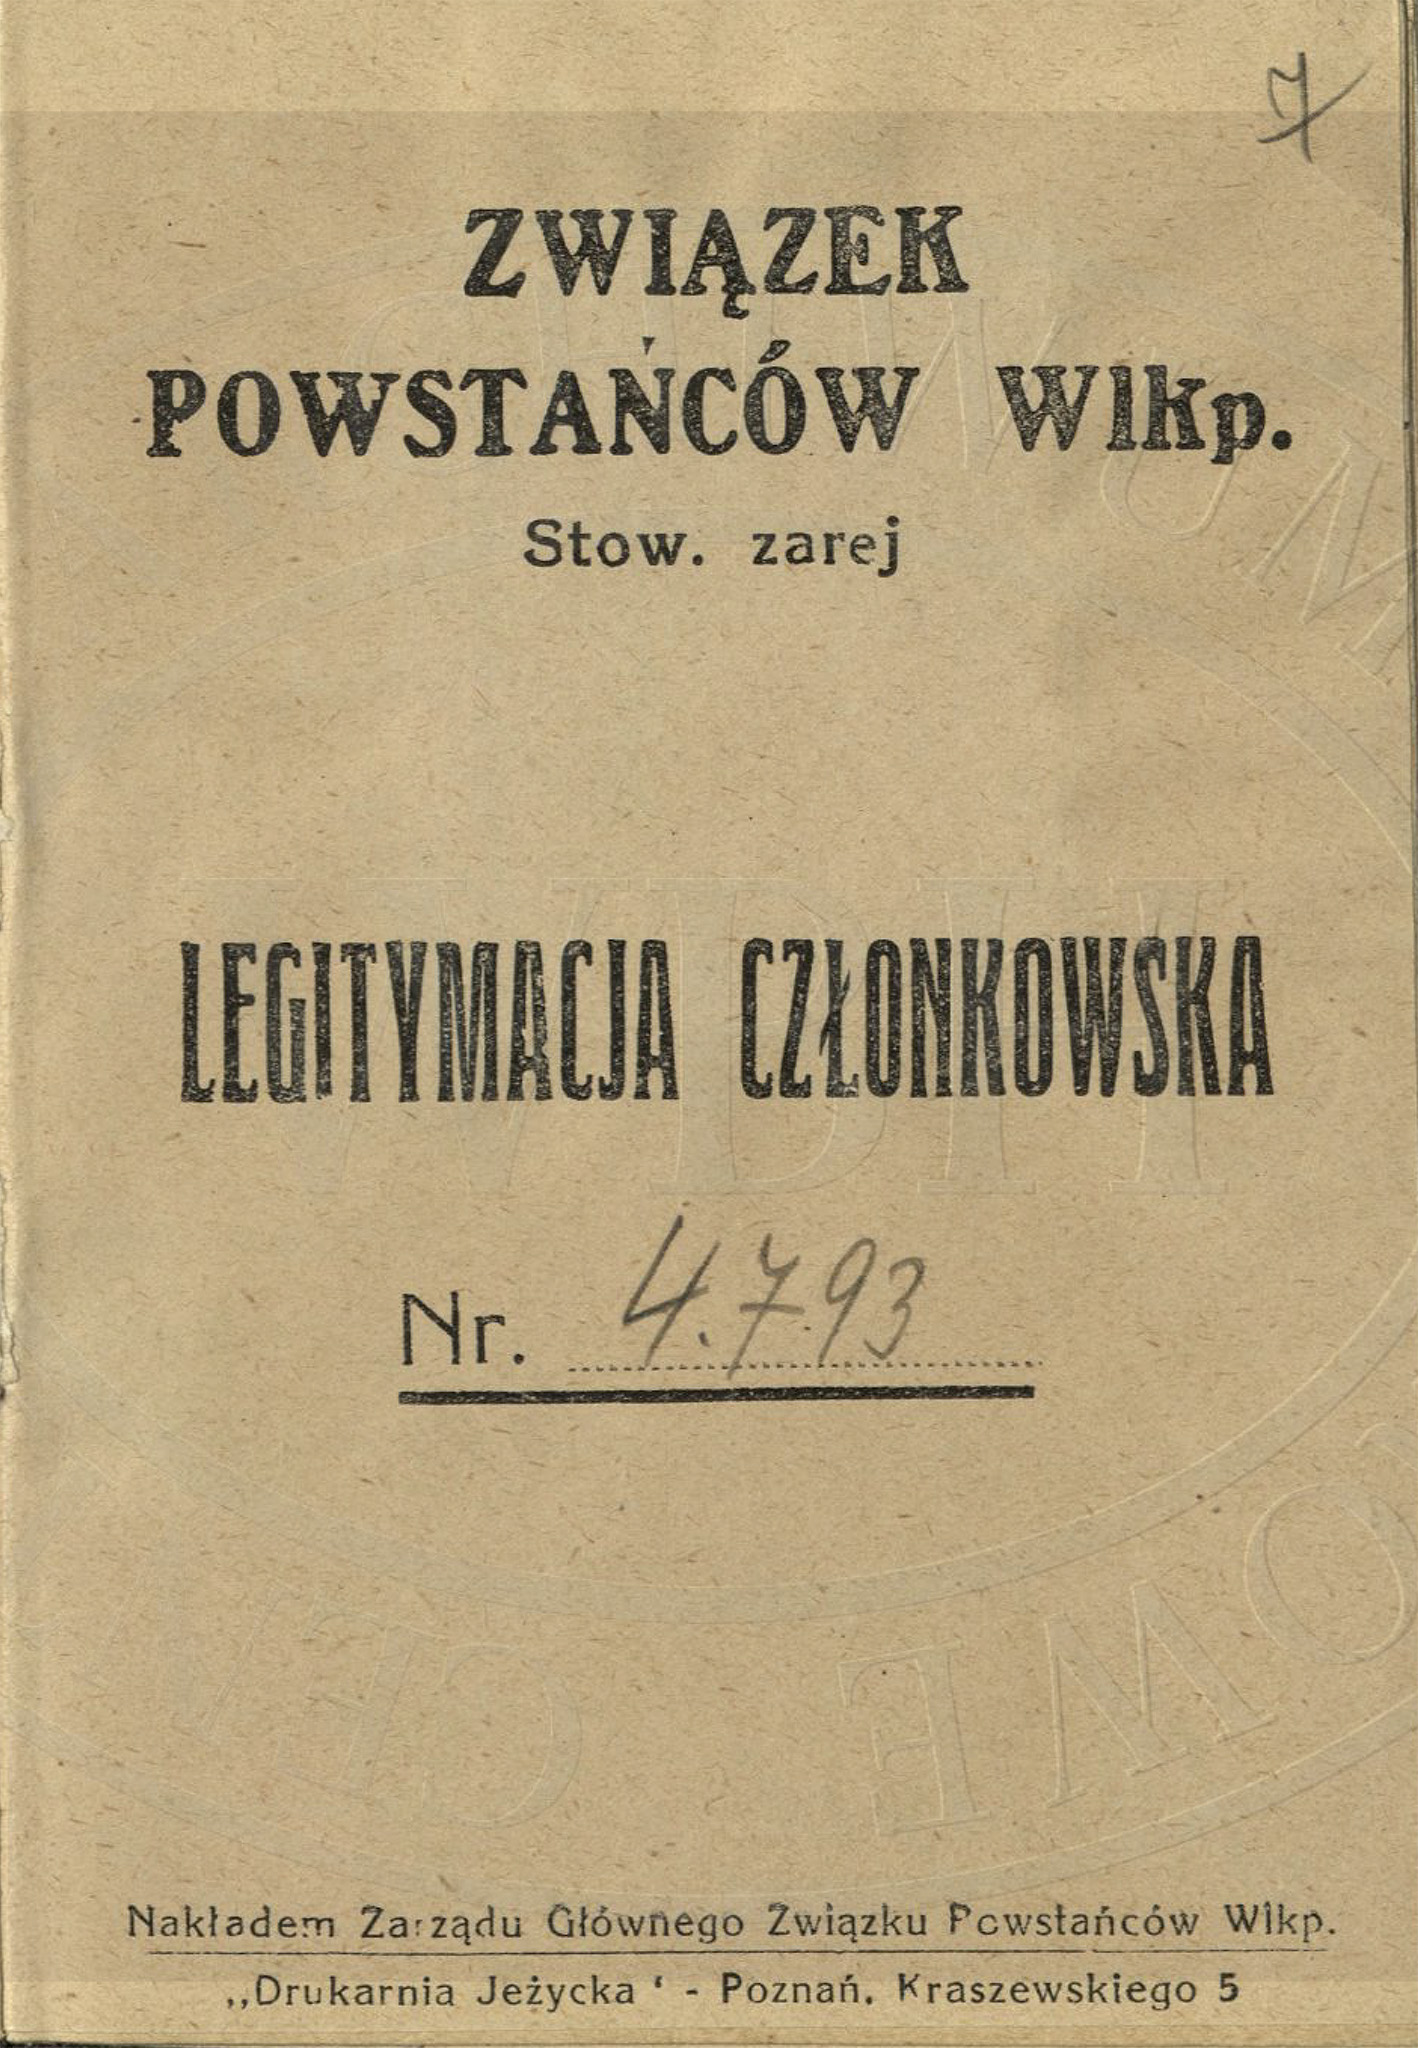 7
ZWIĄZEK
POWSTAŃCÓW Wlkp.
Stow. zarej
LEGITYMACJA CZŁONKOWSKA
Nr. 4.793
Nakładem Zarządu Głównego Związku Powstańców Wlkp.
,,Drukarnia Jeżycka ‘ - Poznań. Kraszewskiego 5